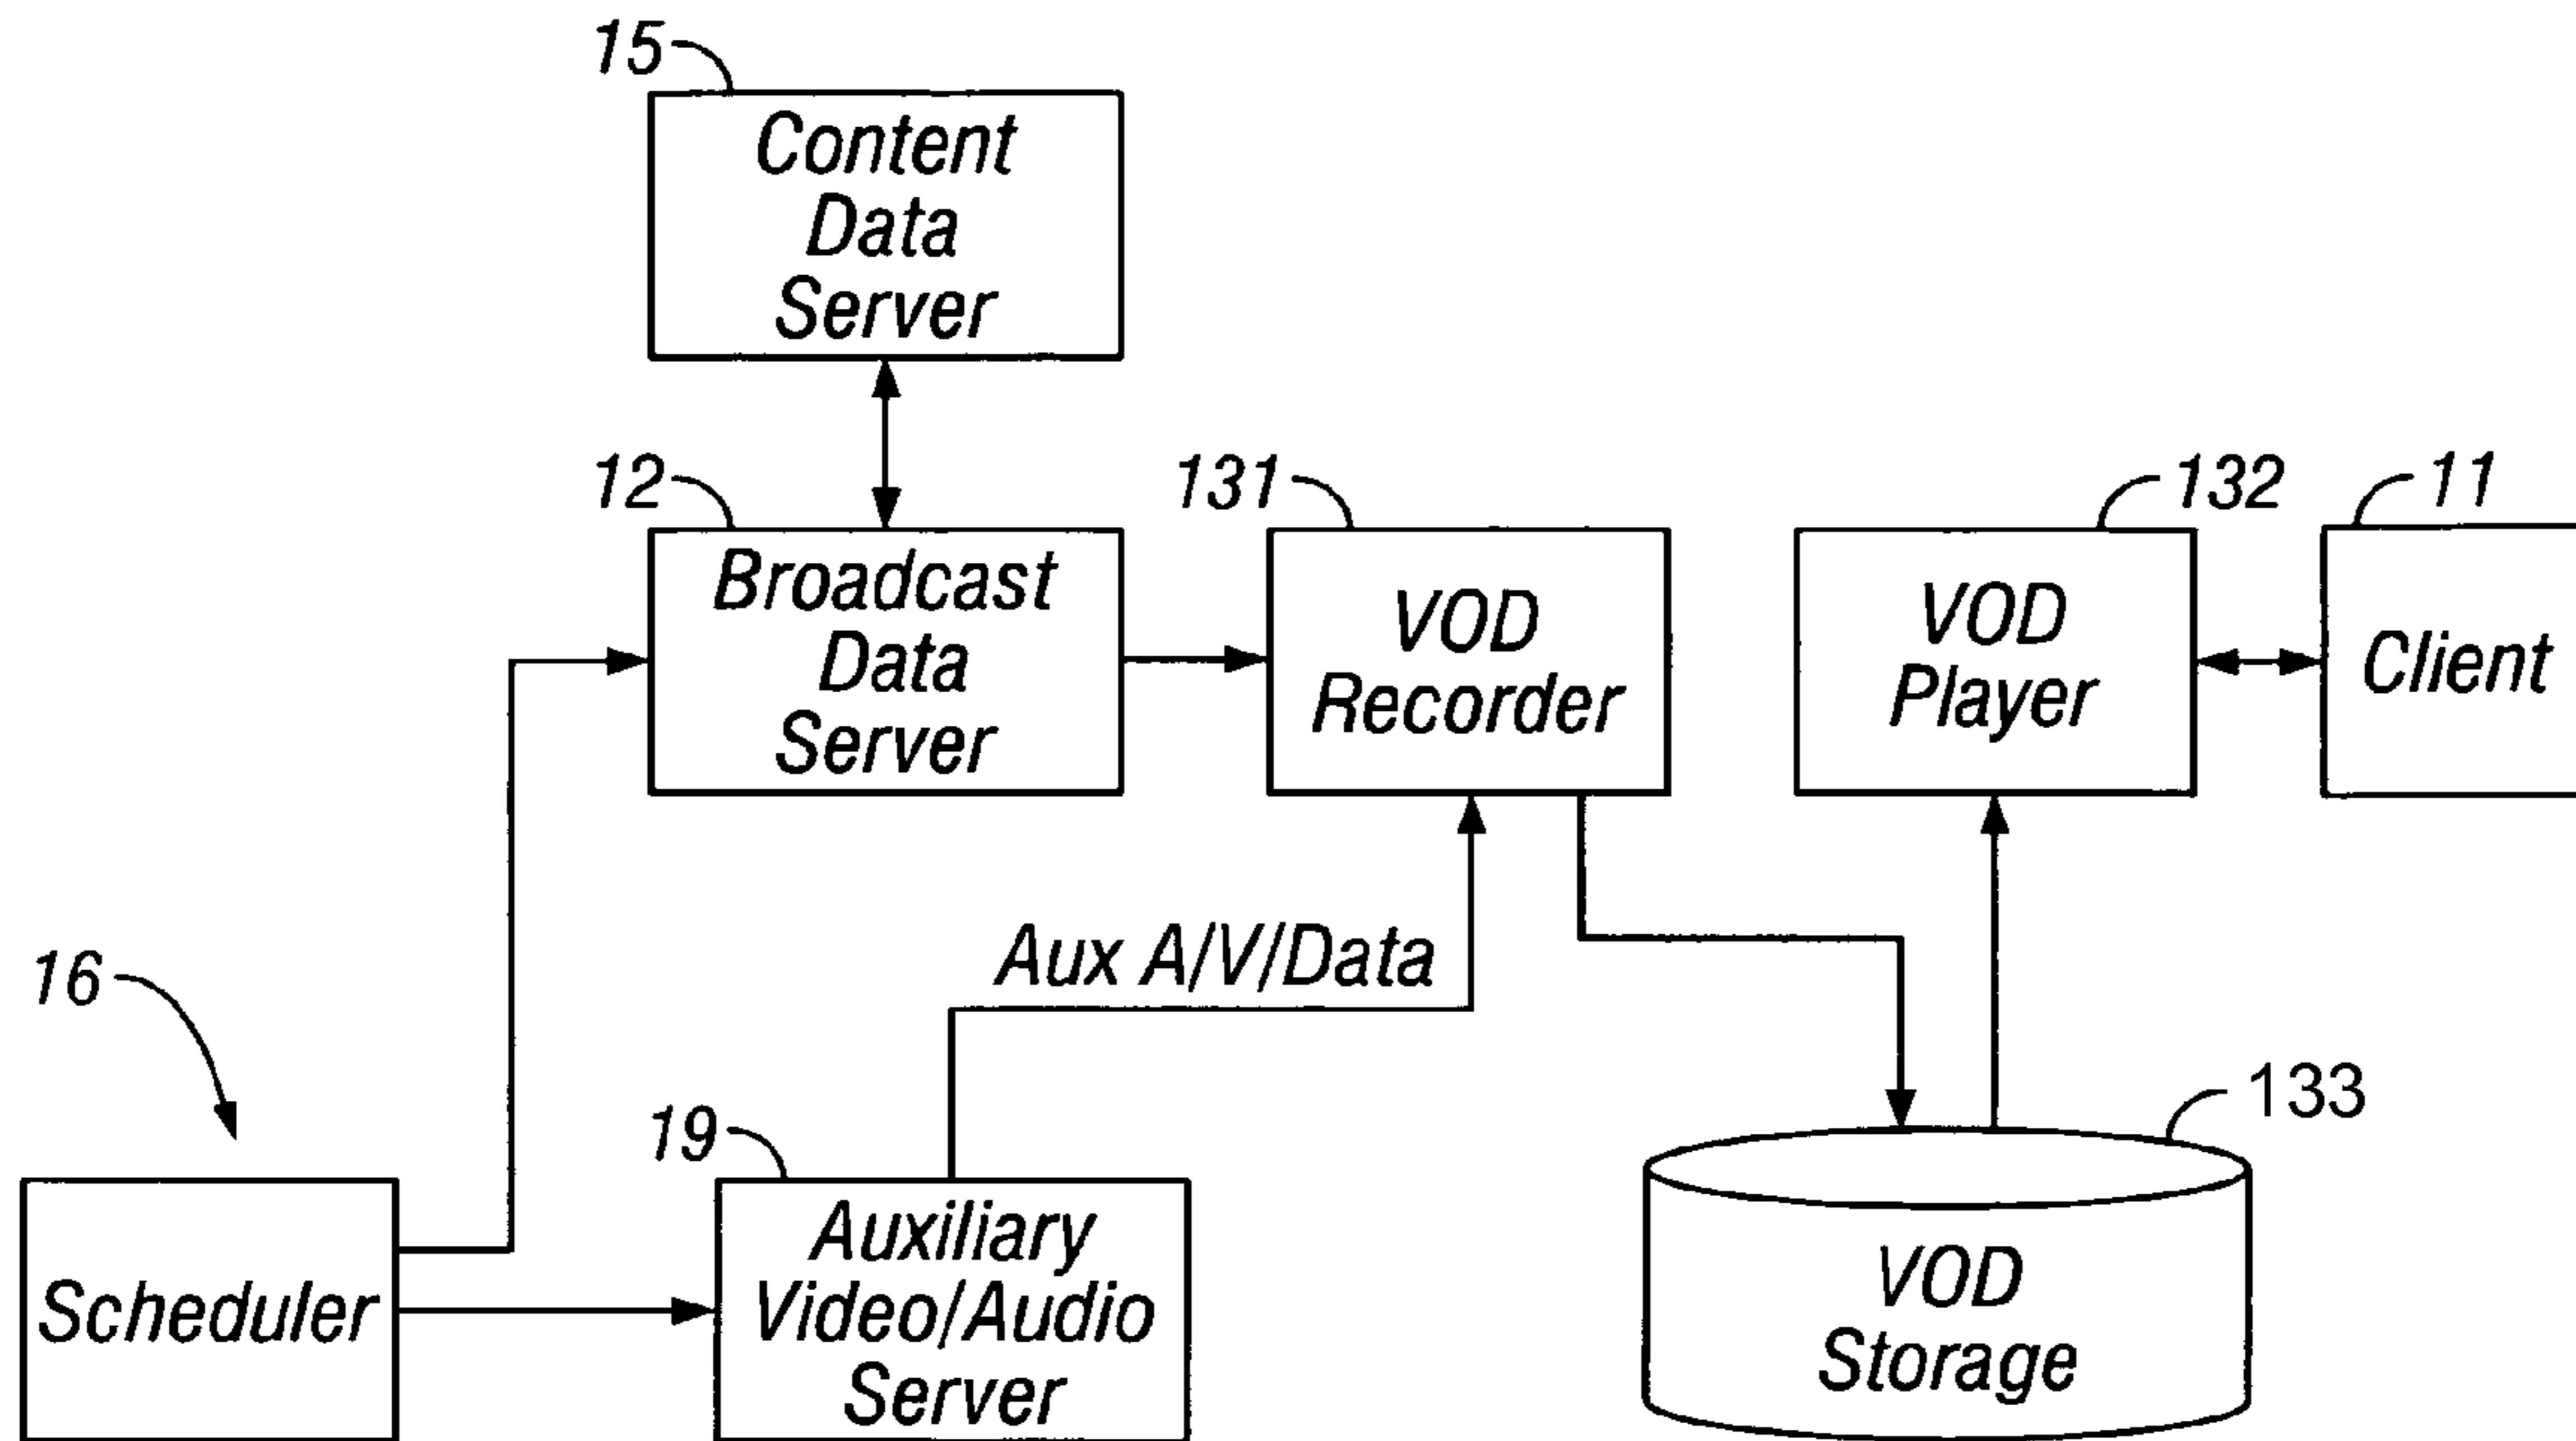 15
Content
Data
Server
12
Broadcast
Data
Server
131
VOD
Recorder
132
VOD
Player
11
Client
Aux A/V/Data
16
Scheduler
19
Auxiliary
Video/Audio
Server
133
VOD
Storage